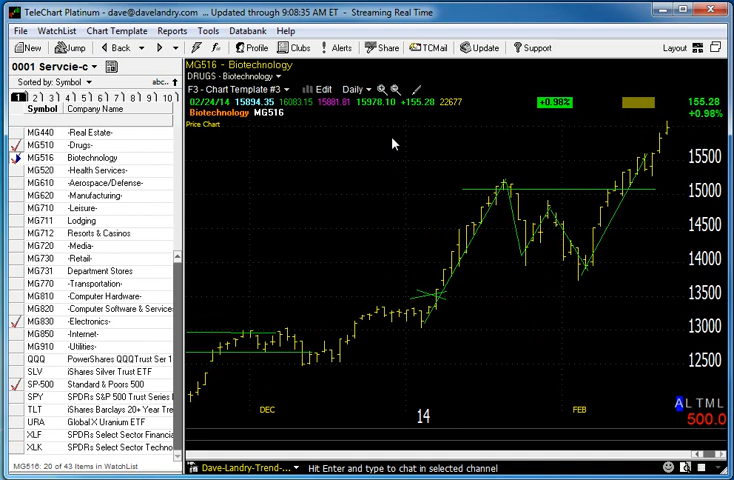 TeleChart Platinum - dave@davelandry.com ... Updated through 9:08:35 AM ET - Streaming Real Time
File WatchList Chart Template Reports Tools Databank Help
New Jump Back Profile Clubs Alerts Share TCMail Update Support Layout
0001 Servcie-c
Sorted by: Symbol abc..
1 2 3 4 5 6 7 8 9 10
Symbol Company Name
MG440 -Real Estate-
MG510 -Drugs-
MG516 Biotechnology
MG520 -Health Services-
MG610 -Aerospace/Defense-
MG620 -Manufacturing-
MG710 -Leisure-
MG711 Lodging
MG712 Resorts & Casinos
MG720 -Media-
MG730 -Retail-
MG731 Department Stores
MG770 -Transportation-
MG810 -Computer Hardware-
MG820 -Computer Software & Services
MG830 -Electronics-
MG850 -Internet-
MG910 -Utilities-
QQQ PowerShares QQQTrust Ser 1
SLV iShares Silver Trust ETF
SP-500 Standard & Poors 500
SPY SPDRs S&P 500 Trust Series
TLT iShares Barclays 20+ Year Tre
URA Global X Uranium ETF
XLF SPDRs Select Sector Financia
XLK SPDRs Select Sector Techno
MG516: 20 of 43 Items in WatchList
MG516 - Biotechnology
DRUGS - Biotechnology
F3 - Chart Template #3 Edit Daily
02/24/14 15894.35 16083.15 15881.81 15978.10 +155.28 22677 +0.98% 155.28
Biotechnology MG516 +0.98%
Price Chart
15500
15000
14500
14000
13500
13000
12500
DEC 14 FEB
A L T M L
500.0
Dave-Landry-Trend-... Hit Enter and type to chat in selected channel